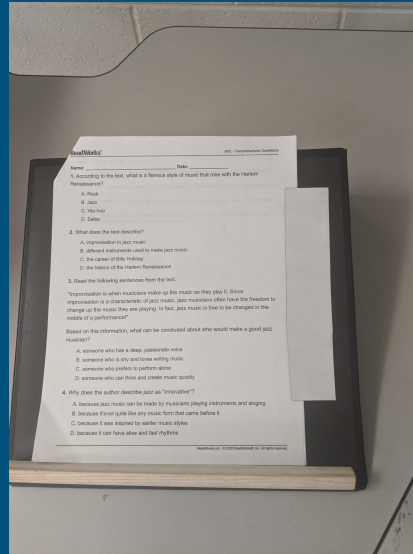 ReadWorks®
Jazz - Comprehension Questions
Name: Date:
1. According to the text, what is a famous style of music that rose with the Harlem
Renaissance?
A. Rock
B. Jazz
C. Hip-hop
D. Salsa
2. What does the text describe?
A. improvisation in jazz music
B. different instruments used to make jazz music
C. the career of Billy Holiday
D. the history of the Harlem Renaissance
3. Read the following sentences from the text.
"Improvisation is when musicians make up the music as they play it. Since
improvisation is a characteristic of jazz music, jazz musicians often have the freedom to
change up the music they are playing. In fact, jazz music is free to be changed in the
middle of a performance!"
Based on this information, what can be concluded about who would make a good jazz
musician?
A. someone who has a deep, passionate voice
B. someone who is shy and loves writing music
C. someone who prefers to perform alone
D. someone who can think and create music quickly
4. Why does the author describe jazz as "innovative"?
A. because jazz music can be made by musicians playing instruments and singing
B. because it'snot quite like any music form that came before it
C. because it was inspired by earlier music styles
D. because it can have slow and fast rhythms
ReadWorks.org · © 2020 ReadWorks®, Inc. All rights reserved.